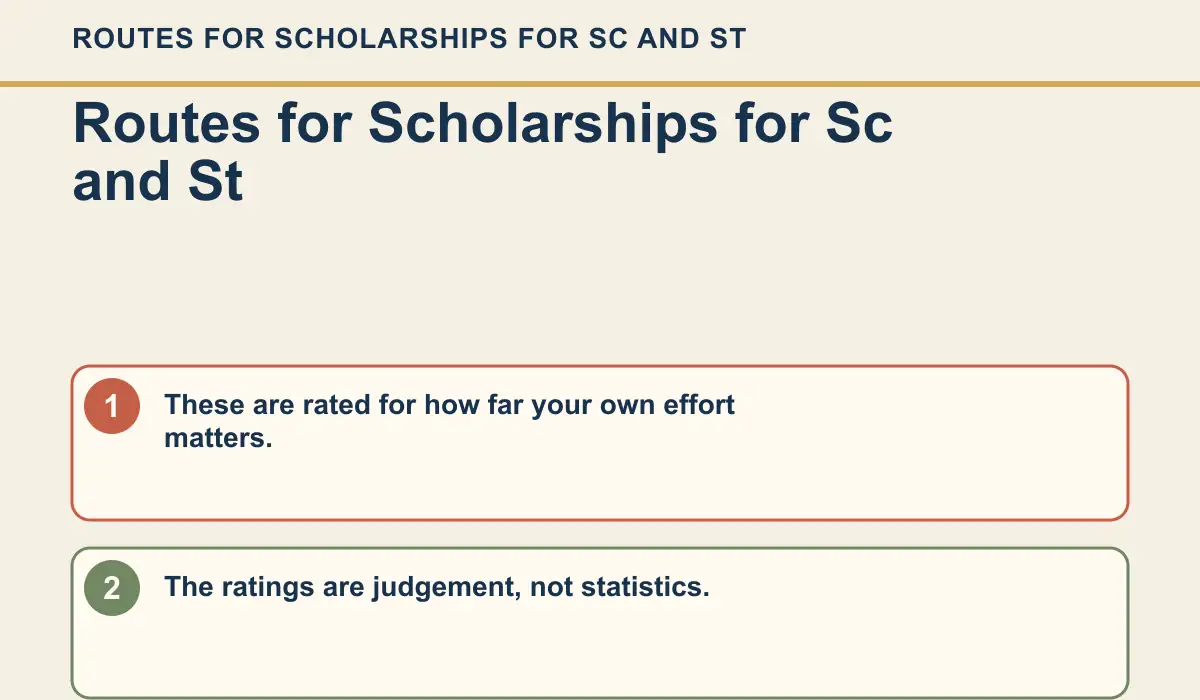 ROUTES FOR SCHOLARSHIPS FOR SC AND ST
Routes for Scholarships for Sc
and St
1
These are rated for how far your own effort
matters.
2
The ratings are judgement, not statistics.